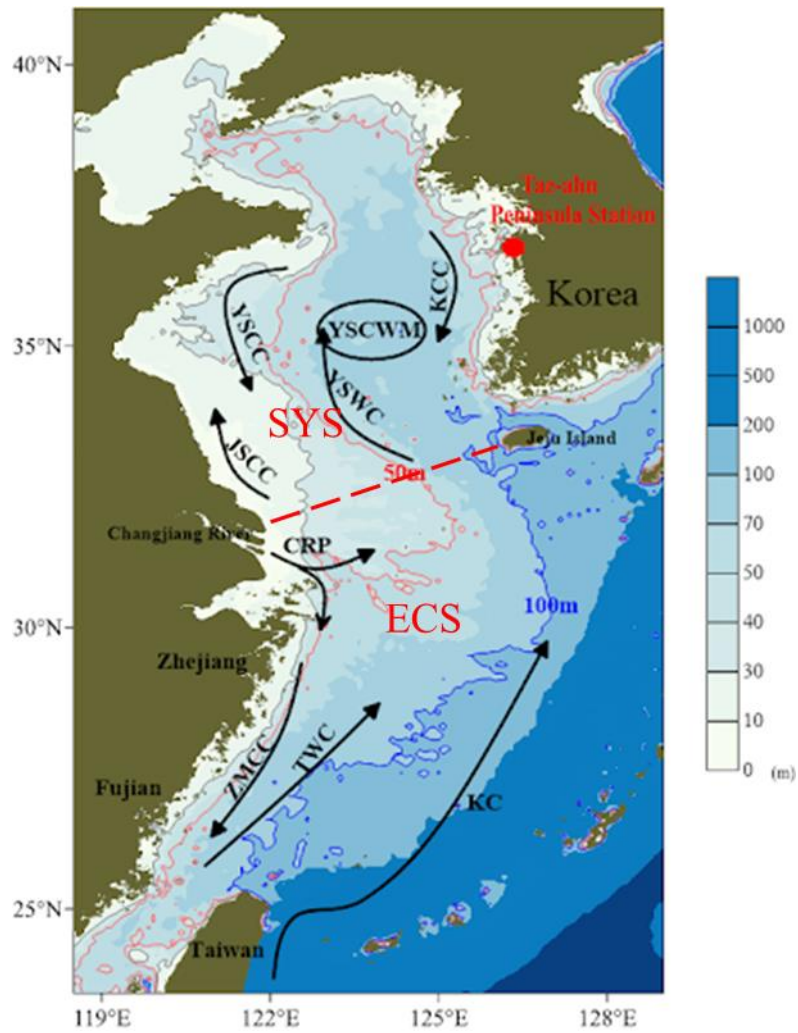 40°N
35°N
30°N
25°N
119°E
122°E
125°E
128°E
Tae-ahn
Peninsula Station
Korea
KCC
YSCWM
YSCC
YSWC
SYS
JSCC
Jeju Island
50m
Changjiang River
CRP
ECS
100m
Zhejiang
ZMCC
TWC
Fujian
KC
Taiwan
1000
500
200
100
70
50
40
30
10
0
(m)